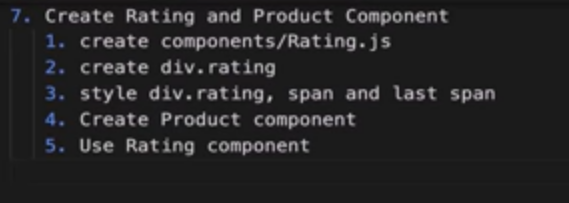 7. Create Rating and Product Component
1. create components/Rating.js
2. create div.rating
3. style div.rating, span and last span
4. Create Product component
5. Use Rating component